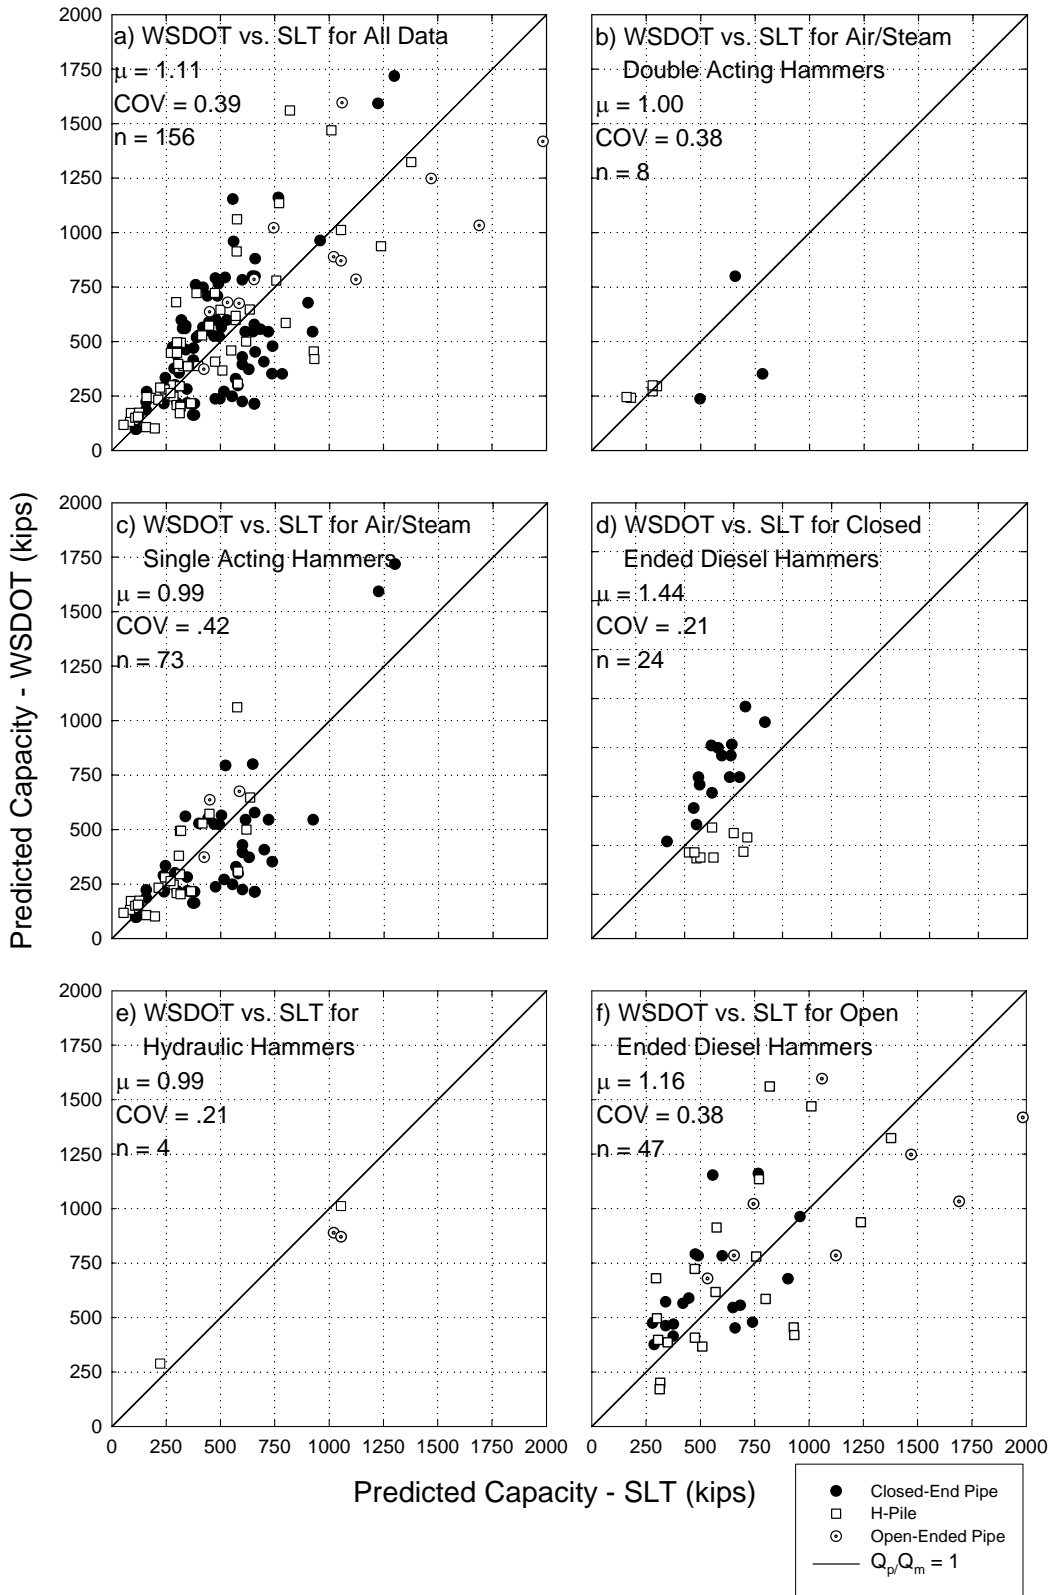 2000
1750
1500
1250
1000
750
500
250
0
a) WSDOT vs. SLT for All Data
μ = 1.11
COV = 0.39
n = 156
b) WSDOT vs. SLT for Air/Steam
Double Acting Hammers
μ = 1.00
COV = 0.38
n = 8
Predicted Capacity - WSDOT (kips)
2000
1750
1500
1250
1000
750
500
250
0
c) WSDOT vs. SLT for Air/Steam
Single Acting Hammers
μ = 0.99
COV = .42
n = 73
d) WSDOT vs. SLT for Closed
Ended Diesel Hammers
μ = 1.44
COV = .21
n = 24
2000
1750
1500
1250
1000
750
500
250
0
e) WSDOT vs. SLT for
Hydraulic Hammers
μ = 0.99
COV = .21
n = 4
f) WSDOT vs. SLT for Open
Ended Diesel Hammers
μ = 1.16
COV = 0.38
n = 47
0 250 500 750 1000 1250 1500 1750 2000
0 250 500 750 1000 1250 1500 1750 2000
Predicted Capacity - SLT (kips)
Closed-End Pipe
H-Pile
Open-Ended Pipe
Qp/Qm = 1